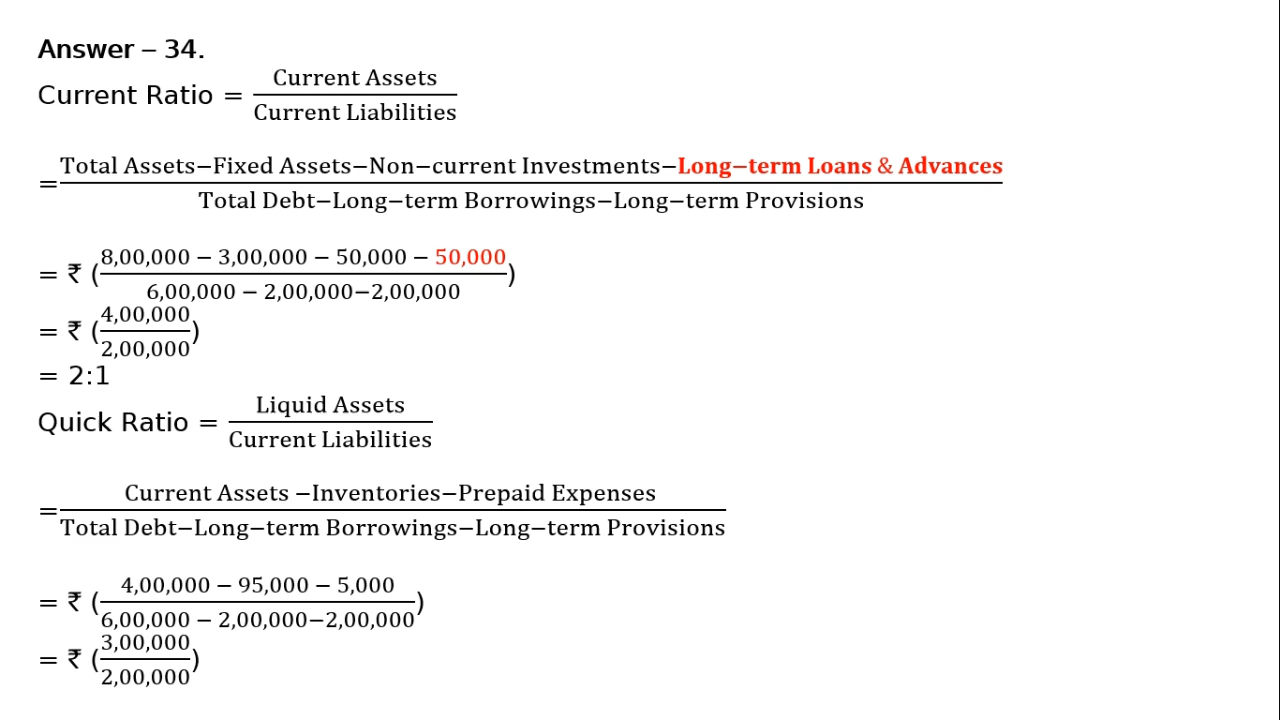 Answer – 34.
Current Ratio = Current Assets
Current Liabilities
= Total Assets−Fixed Assets−Non−current Investments−Long−term Loans & Advances
Total Debt−Long−term Borrowings−Long−term Provisions
= ₹ (8,00,000 − 3,00,000 − 50,000 − 50,000
6,00,000 − 2,00,000−2,00,000)
= ₹ (4,00,000
2,00,000)
= 2:1
Quick Ratio = Liquid Assets
Current Liabilities
= Current Assets −Inventories−Prepaid Expenses
Total Debt−Long−term Borrowings−Long−term Provisions
= ₹ (4,00,000 − 95,000 − 5,000
6,00,000 − 2,00,000−2,00,000)
= ₹ (3,00,000
2,00,000)